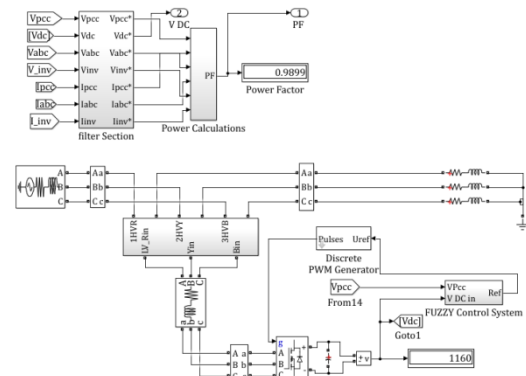 Vpcc Vpcc Vpcc* 2
[Vdc] Vdc Vdc* V DC
Vabc Vabc Vabc*
V_inv Vinv Vinv*
Ipcc Ipcc Ipcc*
Iabc Iabc Iabc*
I_inv Iinv Iinv*
filter Section
PF
Power Calculations
1
PF
0.9899
Power Factor
A Aa
B Bb
C Cc
Aa
Bb
Cc
1HVR 2HVY 3HVB
LV_Rin Yin Bin
A B C
a b c
A a
B b
C c
Pulses Uref
Discrete
PWM Generator
Vpcc
From14
VPcc
V DC in
Ref
FUZZY Control System
[Vdc]
Goto1
g
A
B
C
+
-
+ v
-
1160